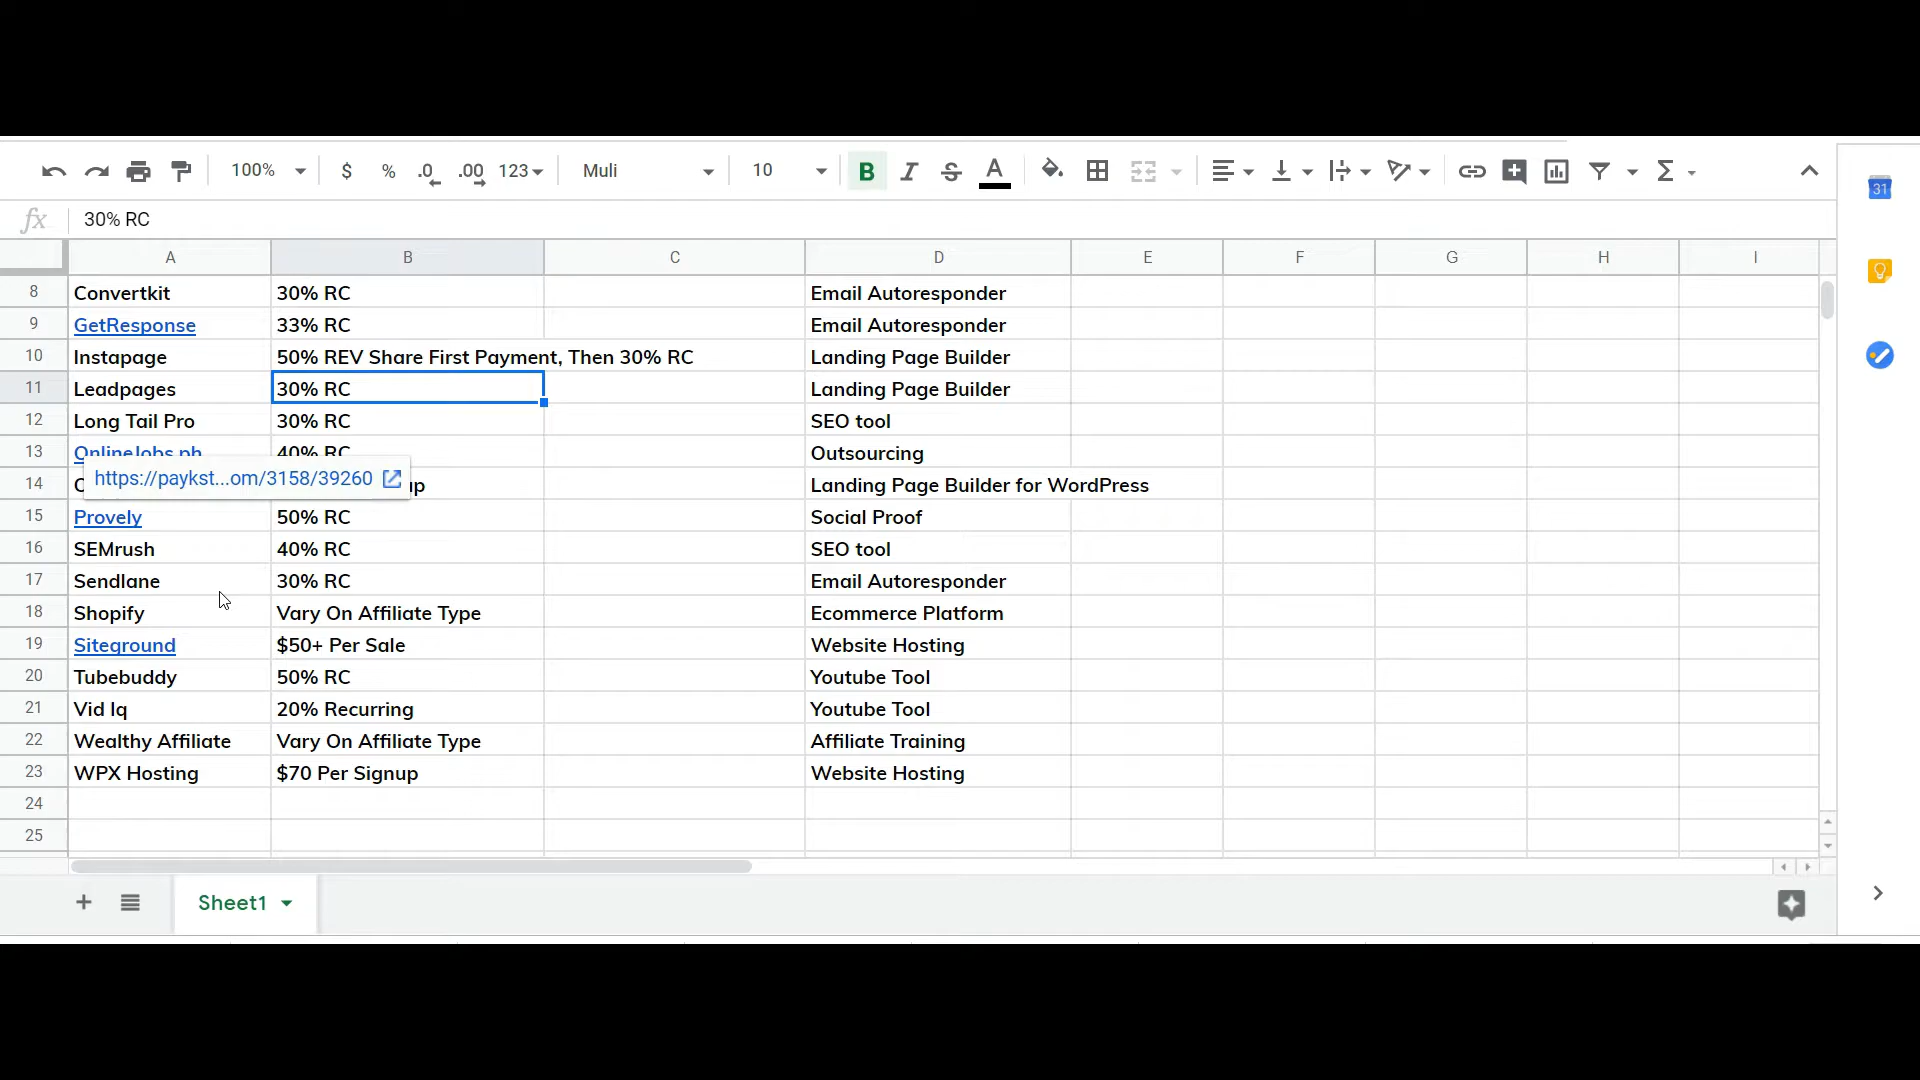 100% $ % .0 .00 123 Muli 10 B I S A
31
fx 30% RC
A B C D E F G H I
8 Convertkit 30% RC Email Autoresponder
9 GetResponse 33% RC Email Autoresponder
10 Instapage 50% REV Share First Payment, Then 30% RC Landing Page Builder
11 Leadpages 30% RC Landing Page Builder
12 Long Tail Pro 30% RC SEO tool
13 OnlineJobs.ph 40% RC Outsourcing
https://paykst...om/3158/39260
14 Landing Page Builder for WordPress
15 Provely 50% RC Social Proof
16 SEMrush 40% RC SEO tool
17 Sendlane 30% RC Email Autoresponder
18 Shopify Vary On Affiliate Type Ecommerce Platform
19 Siteground $50+ Per Sale Website Hosting
20 Tubebuddy 50% RC Youtube Tool
21 Vid Iq 20% Recurring Youtube Tool
22 Wealthy Affiliate Vary On Affiliate Type Affiliate Training
23 WPX Hosting $70 Per Signup Website Hosting
24
25
Sheet1